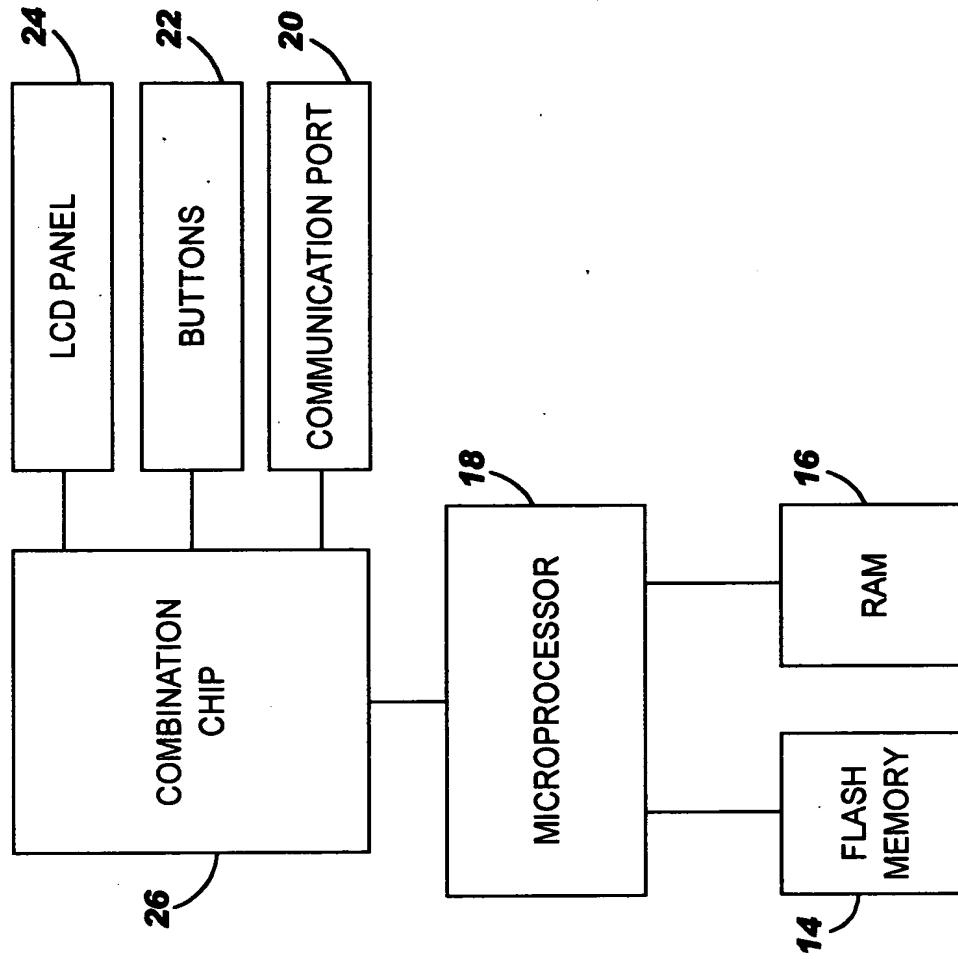 24
LCD PANEL
22
BUTTONS
20
COMMUNICATION PORT
COMBINATION
CHIP
26
18
MICROPROCESSOR
16
RAM
FLASH
MEMORY
14